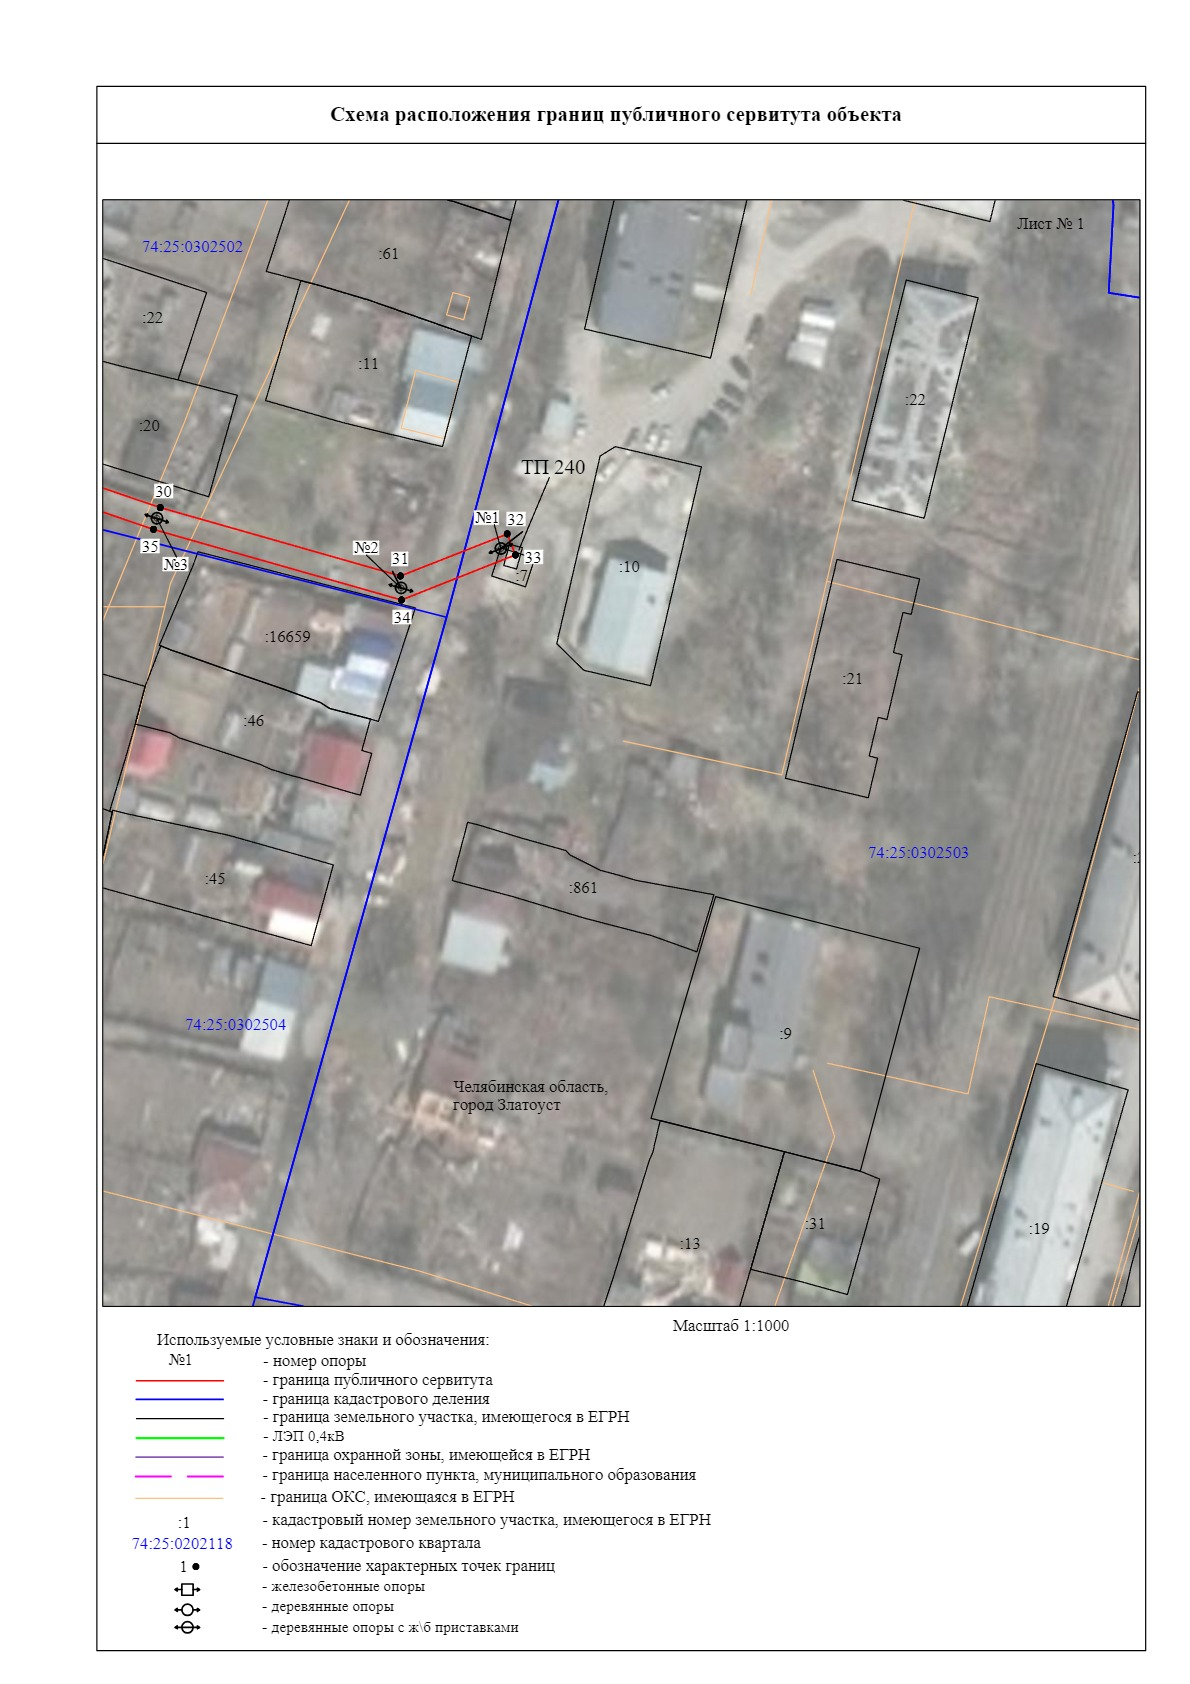 Схема расположения границ публичного сервитута объекта
Лист № 1
74:25:0302502
:61
:22
:11
:22
:20
ТП 240
30
№1
32
№2
31
35
№3
33
:7
:10
34
:16659
:21
:46
74:25:0302503
:45
:861
74:25:0302504
:9
Челябинская область,
город Златоуст
:31
:19
:13
Масштаб 1:1000
Используемые условные знаки и обозначения:
№1 - номер опоры
- граница публичного сервитута
- граница кадастрового деления
- граница земельного участка, имеющегося в ЕГРН
- ЛЭП 0,4кВ
- граница охранной зоны, имеющейся в ЕГРН
- граница населенного пункта, муниципального образования
- граница ОКС, имеющаяся в ЕГРН
:1 - кадастровый номер земельного участка, имеющегося в ЕГРН
74:25:0202118 - номер кадастрового квартала
1 - обозначение характерных точек границ
- железобетонные опоры
- деревянные опоры
- деревянные опоры с ж\б приставками